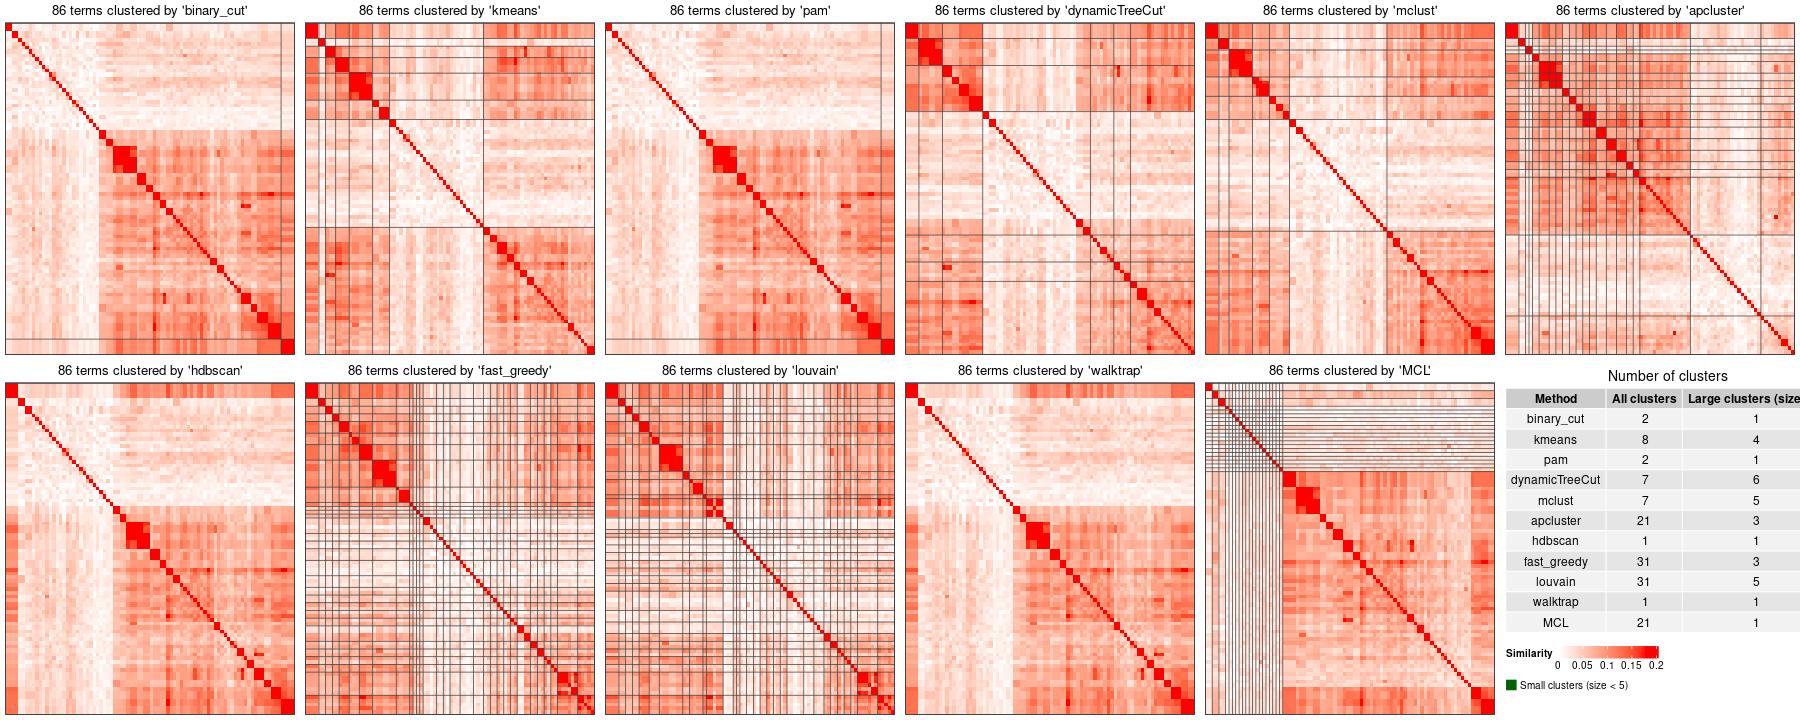 86 terms clustered by 'binary_cut'
86 terms clustered by 'kmeans'
86 terms clustered by 'pam'
86 terms clustered by 'dynamicTreeCut'
86 terms clustered by 'mclust'
86 terms clustered by 'apcluster'
86 terms clustered by 'hdbscan'
86 terms clustered by 'fast_greedy'
86 terms clustered by 'louvain'
86 terms clustered by 'walktrap'
86 terms clustered by 'MCL'
Number of clusters
Method All clusters Large clusters (size
binary_cut 2 1
kmeans 8 4
pam 2 1
dynamicTreeCut 7 6
mclust 7 5
apcluster 21 3
hdbscan 1 1
fast_greedy 31 3
louvain 31 5
walktrap 1 1
MCL 21 1
Similarity
0 0.05 0.1 0.15 0.2
Small clusters (size < 5)